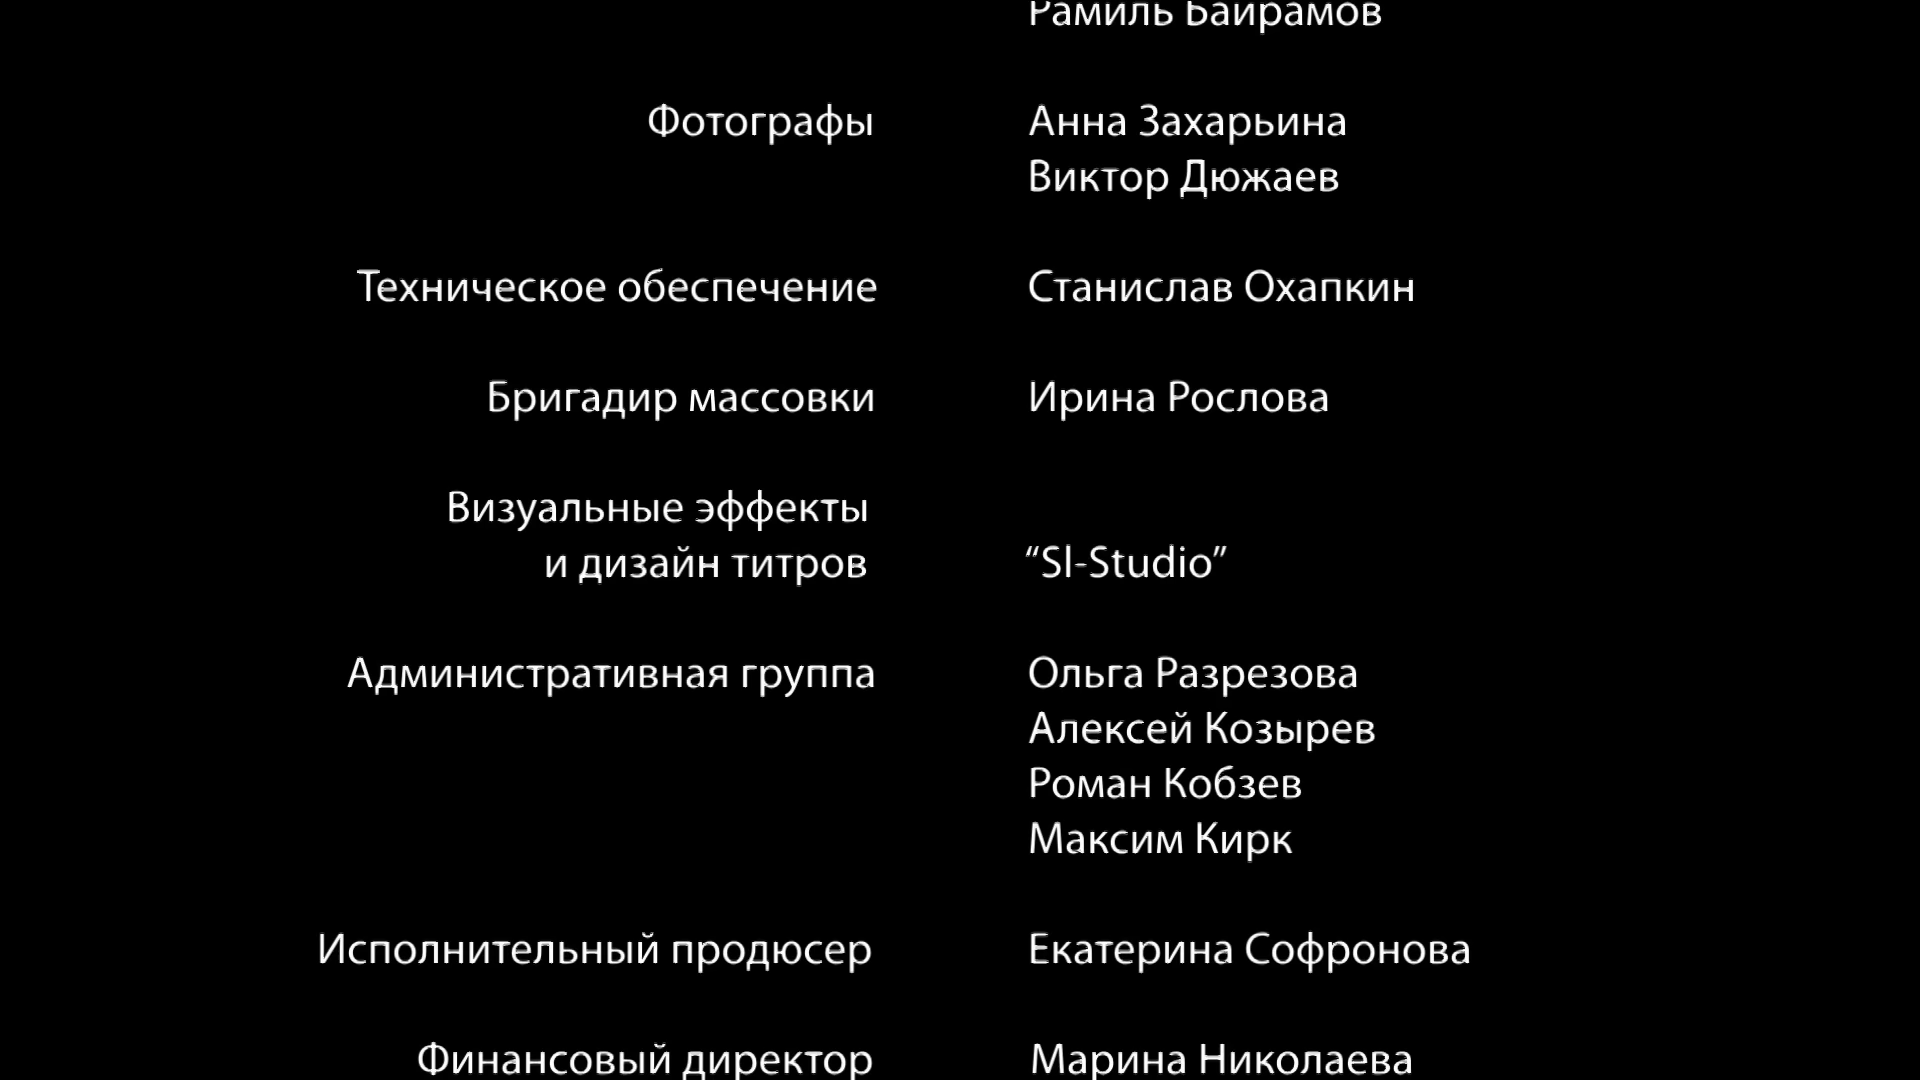 Рамиль Байрамов
Фотографы Анна Захарьина
Виктор Дюжаев
Техническое обеспечение Станислав Охапкин
Бригадир массовки Ирина Рослова
Визуальные эффекты
и дизайн титров “Sl-Studio”
Административная группа Ольга Разрезова
Алексей Козырев
Роман Кобзев
Максим Кирк
Исполнительный продюсер Екатерина Софронова
Финансовый директор Марина Николаева